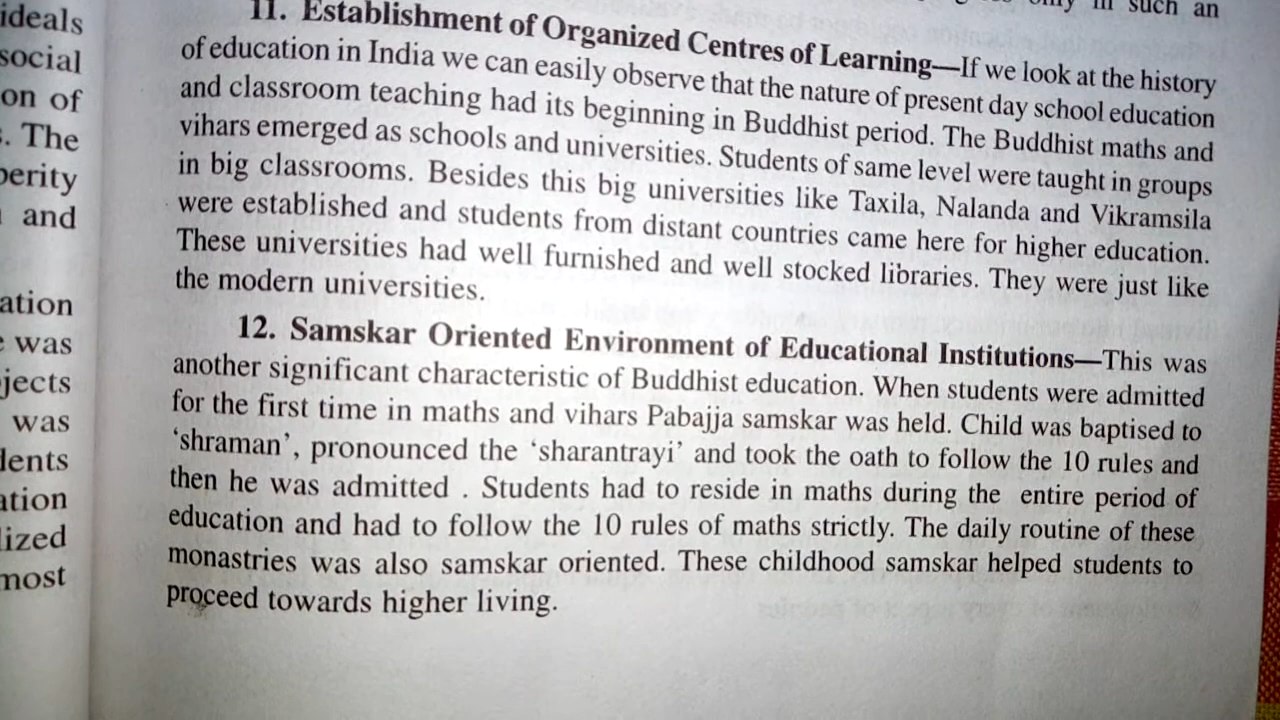 ideals
social
on of
. The
perity
and
ation
was
jects
was
dents
ation
lized
most
only in such an
11. Establishment of Organized Centres of Learning—If we look at the history
of education in India we can easily observe that the nature of present day school education
and classroom teaching had its beginning in Buddhist period. The Buddhist maths and
vihars emerged as schools and universities. Students of same level were taught in groups
in big classrooms. Besides this big universities like Taxila, Nalanda and Vikramsila
were established and students from distant countries came here for higher education.
These universities had well furnished and well stocked libraries. They were just like
the modern universities.
12. Samskar Oriented Environment of Educational Institutions—This was
another significant characteristic of Buddhist education. When students were admitted
for the first time in maths and vihars Pabajja samskar was held. Child was baptised to
‘shraman’, pronounced the ‘sharantrayi’ and took the oath to follow the 10 rules and
then he was admitted . Students had to reside in maths during the entire period of
education and had to follow the 10 rules of maths strictly. The daily routine of these
monastries was also samskar oriented. These childhood samskar helped students to
proceed towards higher living.